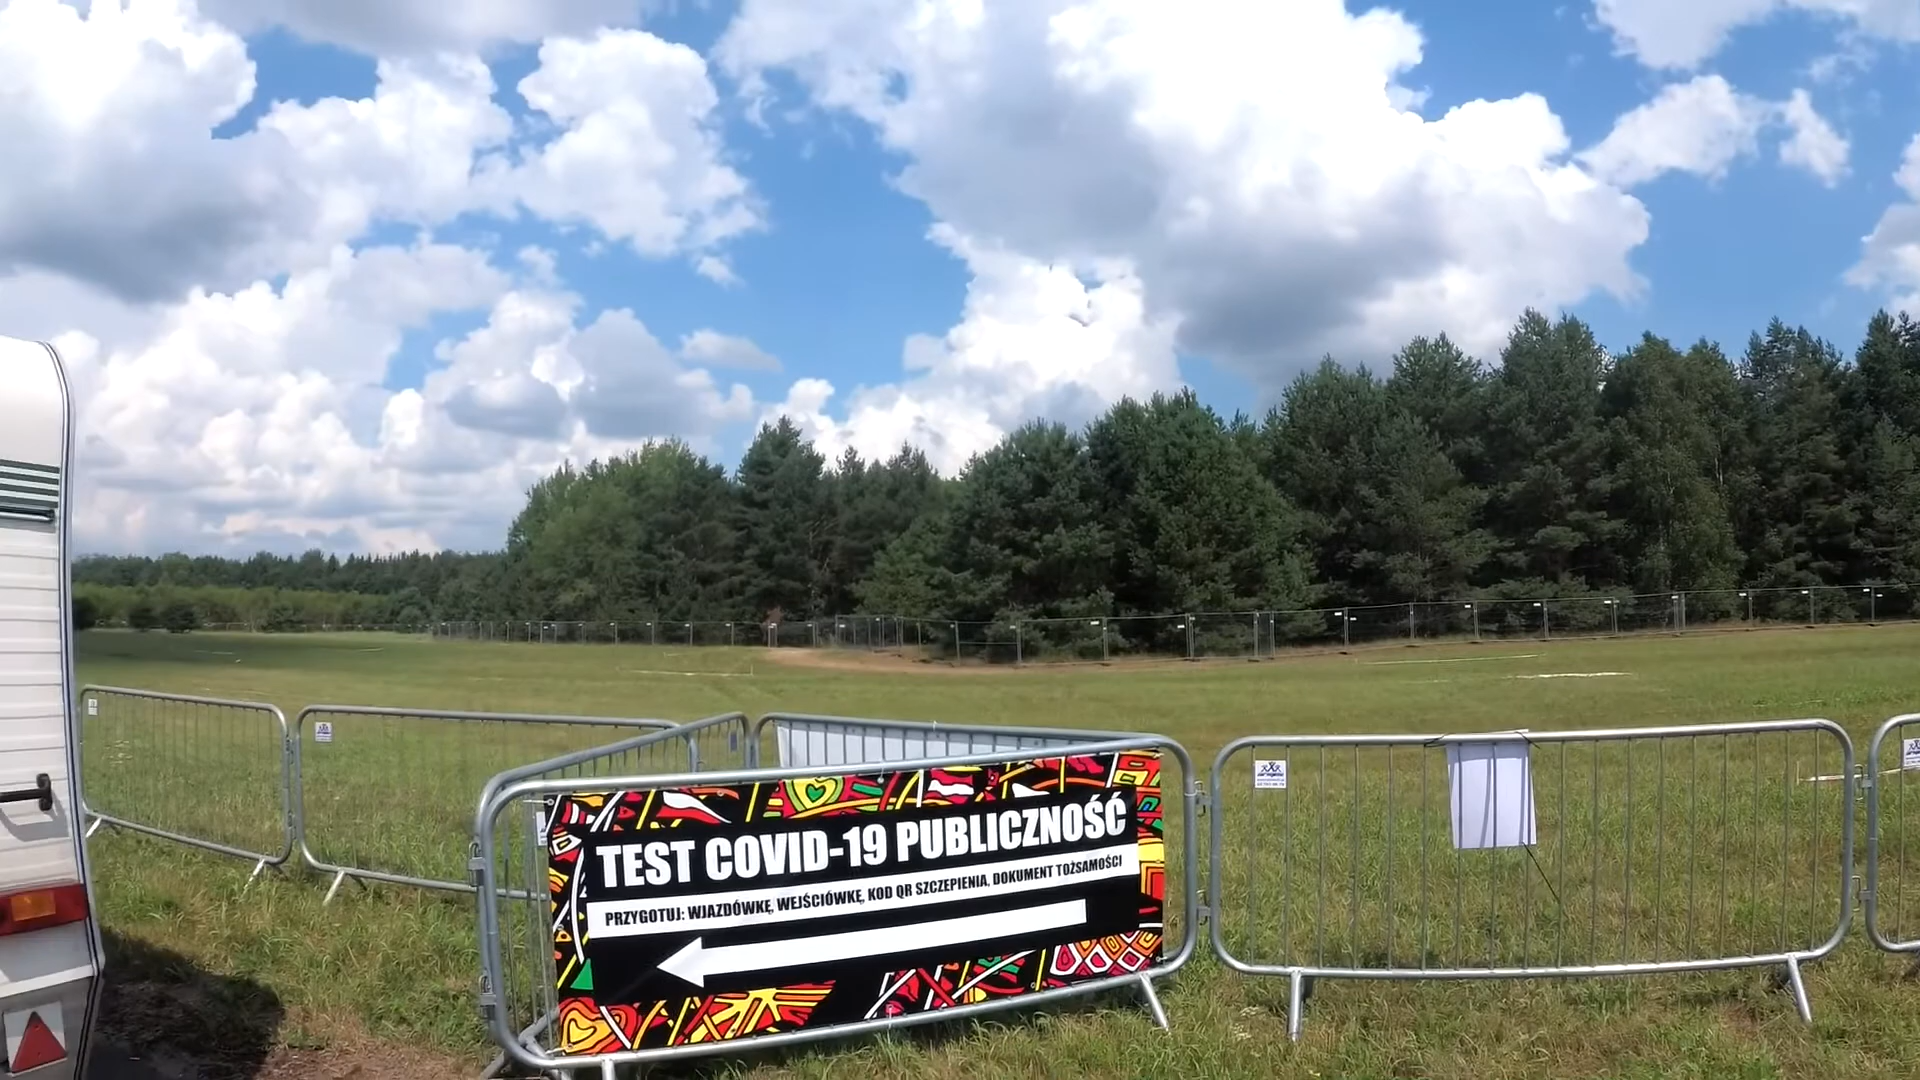 TEST COVID-19 PUBLICZNOŚĆ
PRZYGOTUJ: WJAZDÓWKĘ, WEJŚCIÓWKĘ, KOD QR SZCZEPIENIA, DOKUMENT TOŻSAMOŚCI